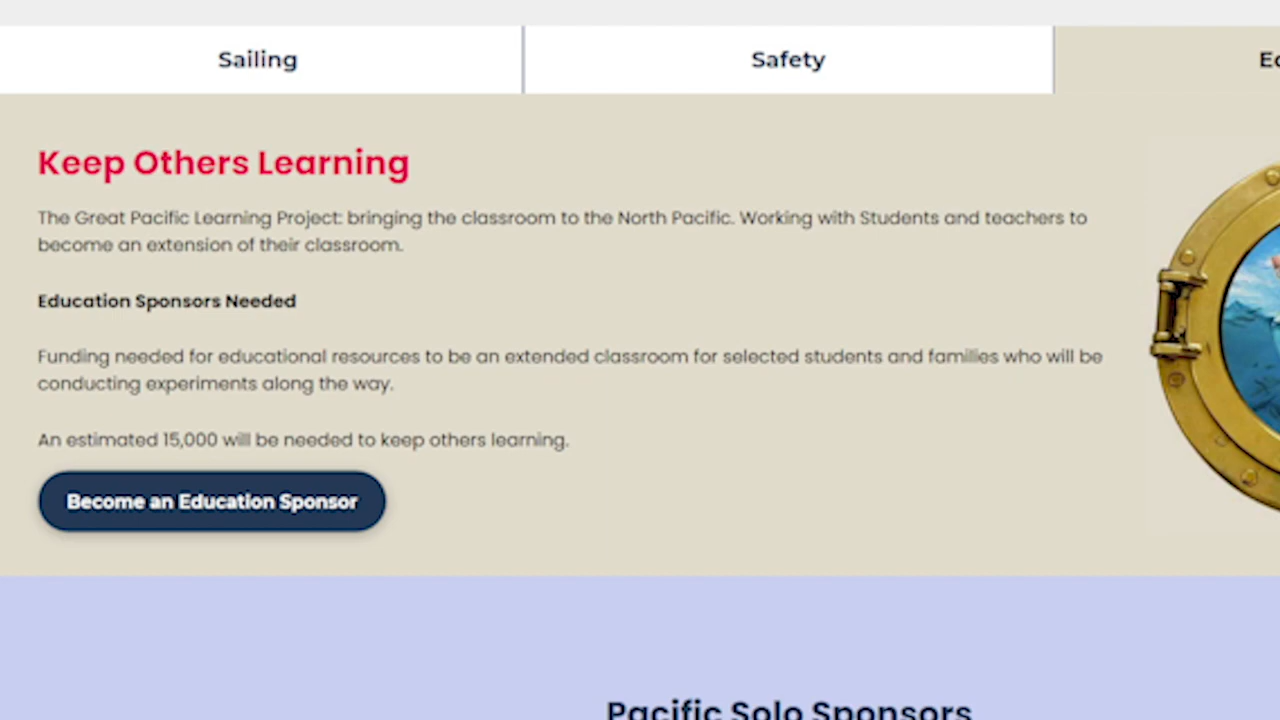 Sailing
Safety
Keep Others Learning
The Great Pacific Learning Project: bringing the classroom to the North Pacific. Working with Students and teachers to
become an extension of their classroom.
Education Sponsors Needed
Funding needed for educational resources to be an extended classroom for selected students and families who will be
conducting experiments along the way.
An estimated 15,000 will be needed to keep others learning.
Become an Education Sponsor
Pacific Solo Sponsors